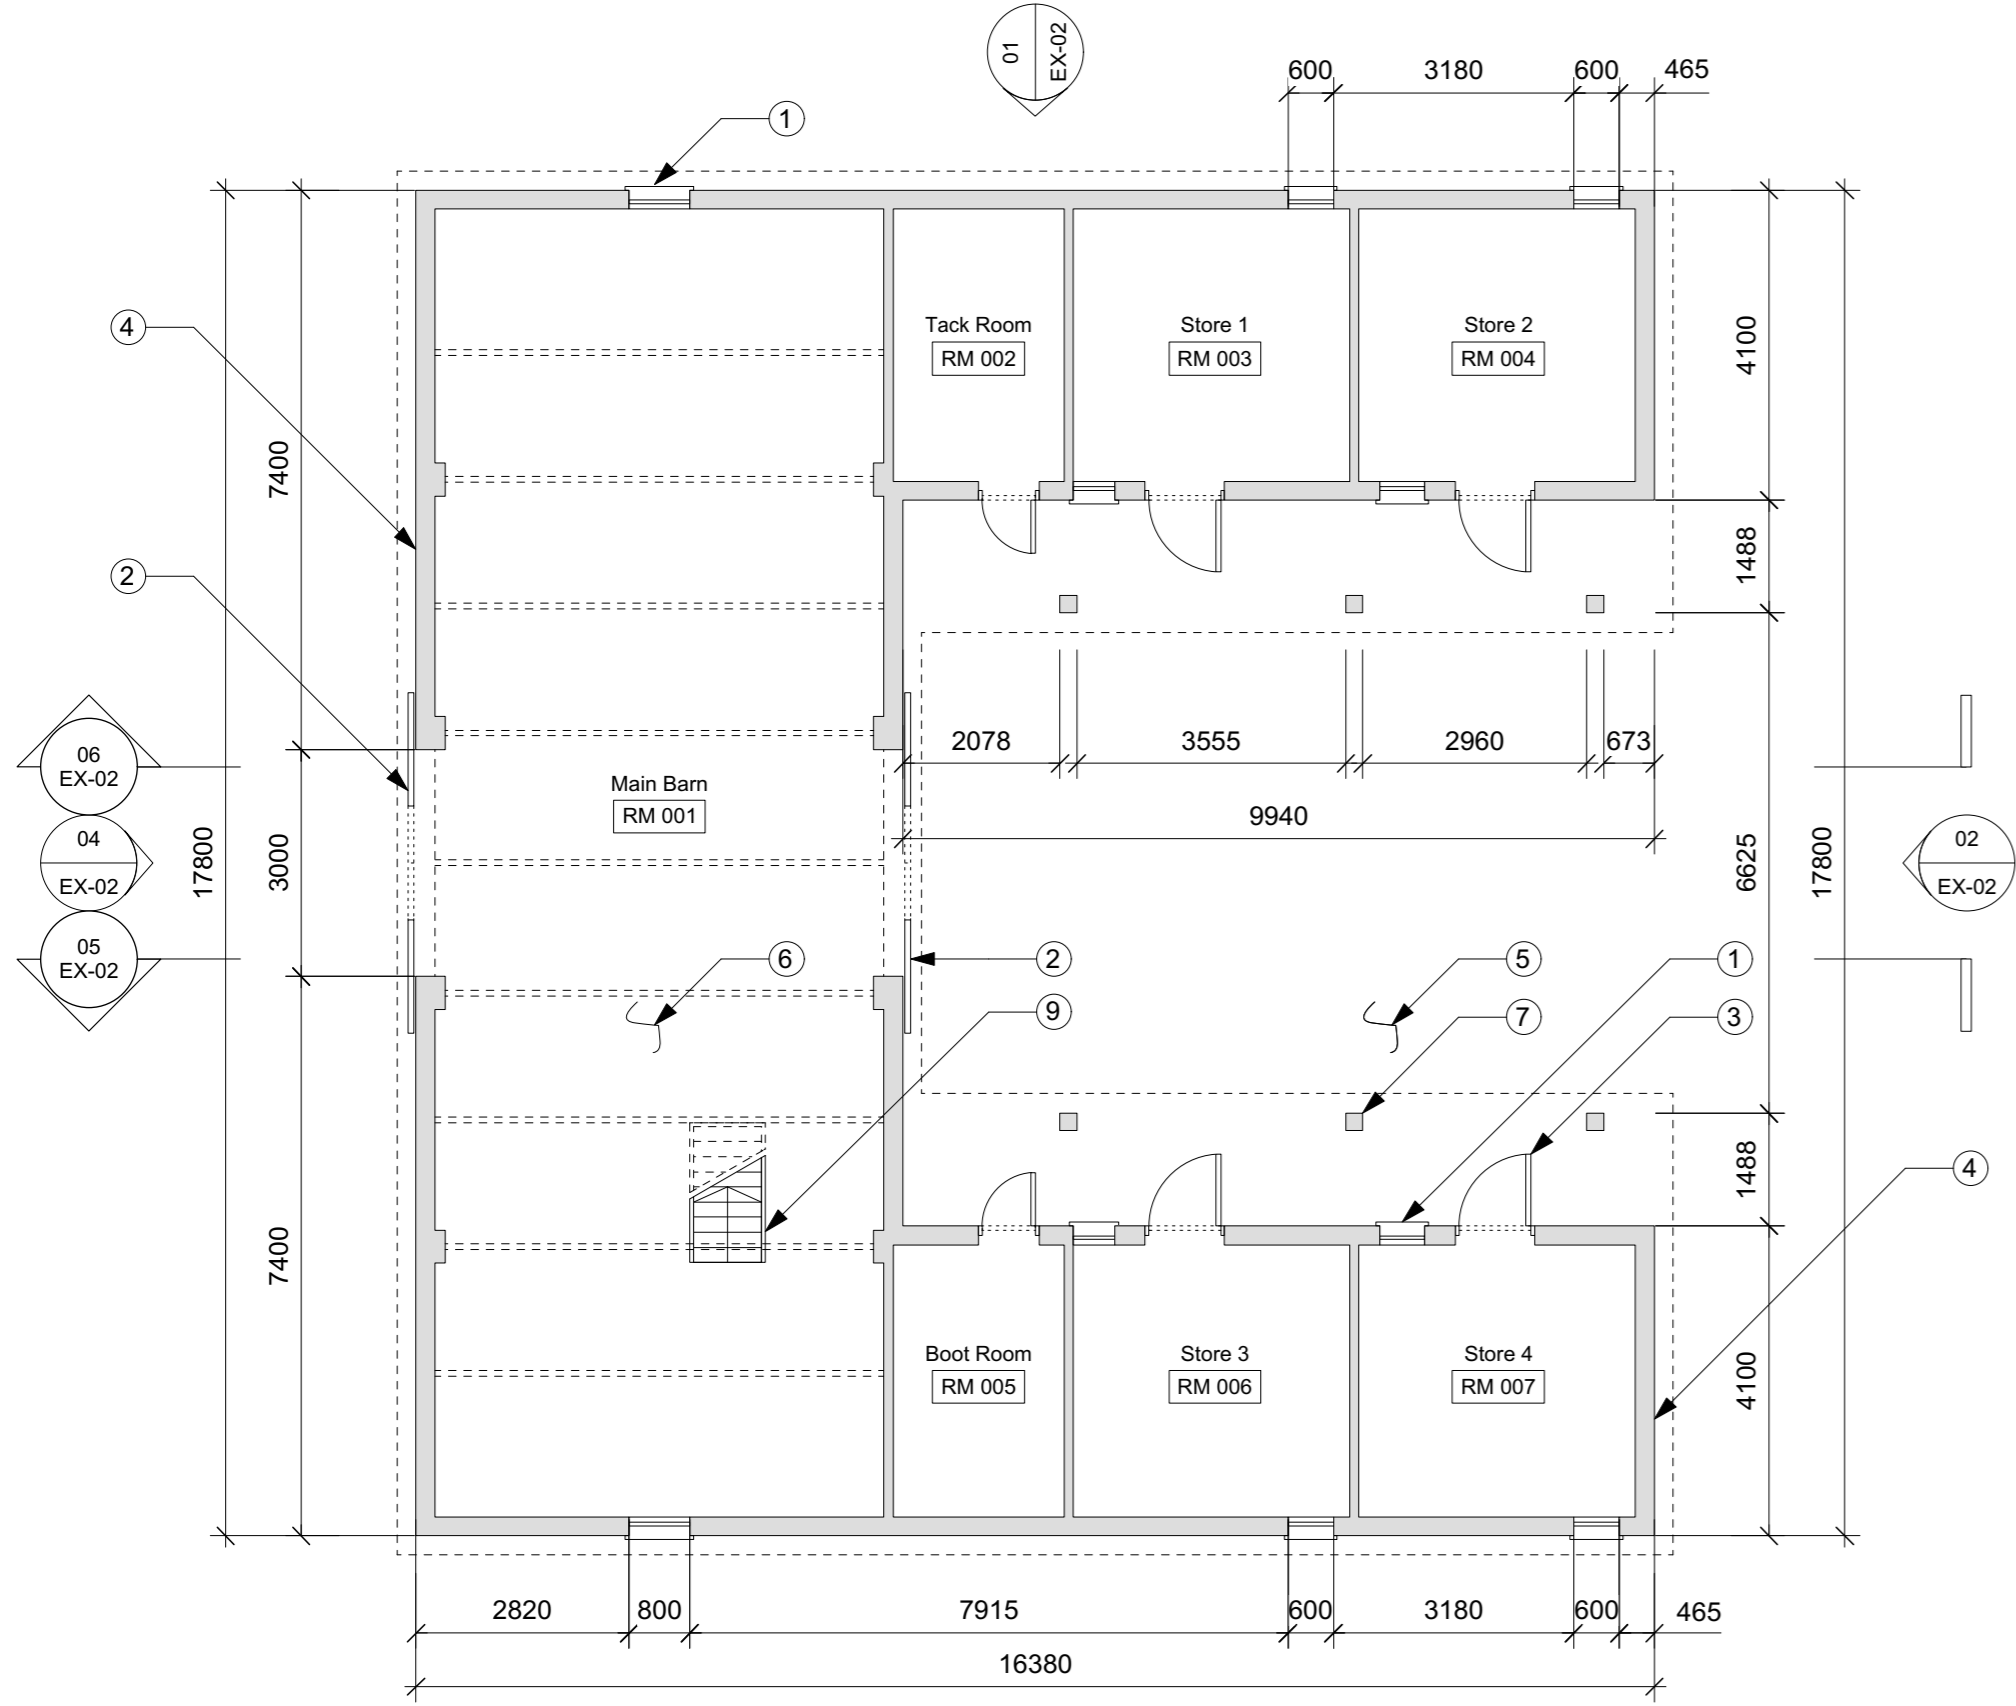 01
EX-02
600
3180
600
465
1
4
Tack Room
RM 002
Store 1
RM 003
Store 2
RM 004
4100
7400
1488
2
2078
3555
2960
673
06
EX-02
Main Barn
RM 001
9940
04
EX-02
17800
3000
6625
17800
02
EX-02
05
EX-02
6
2
5
1
9
7
3
1488
4
7400
Boot Room
RM 005
Store 3
RM 006
Store 4
RM 007
4100
2820
800
7915
600
3180
600
465
16380